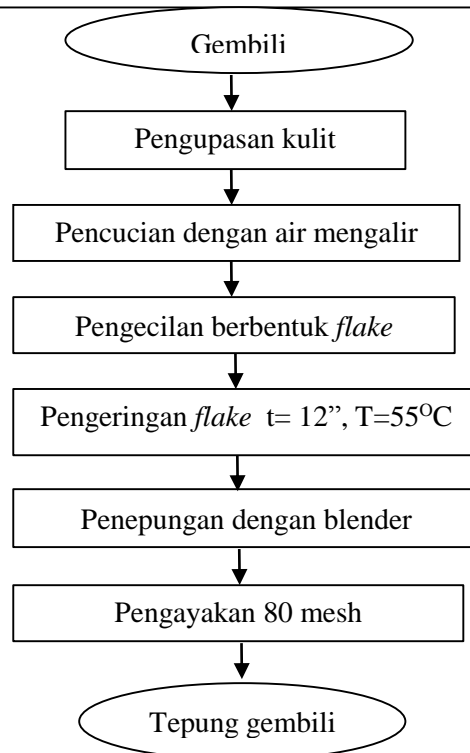 Gembili
Pengupasan kulit
Pencucian dengan air mengalir
Pengecilan berbentuk flake
Pengeringan flake t= 12”, T=55⁰C
Penepungan dengan blender
Pengayakan 80 mesh
Tepung gembili